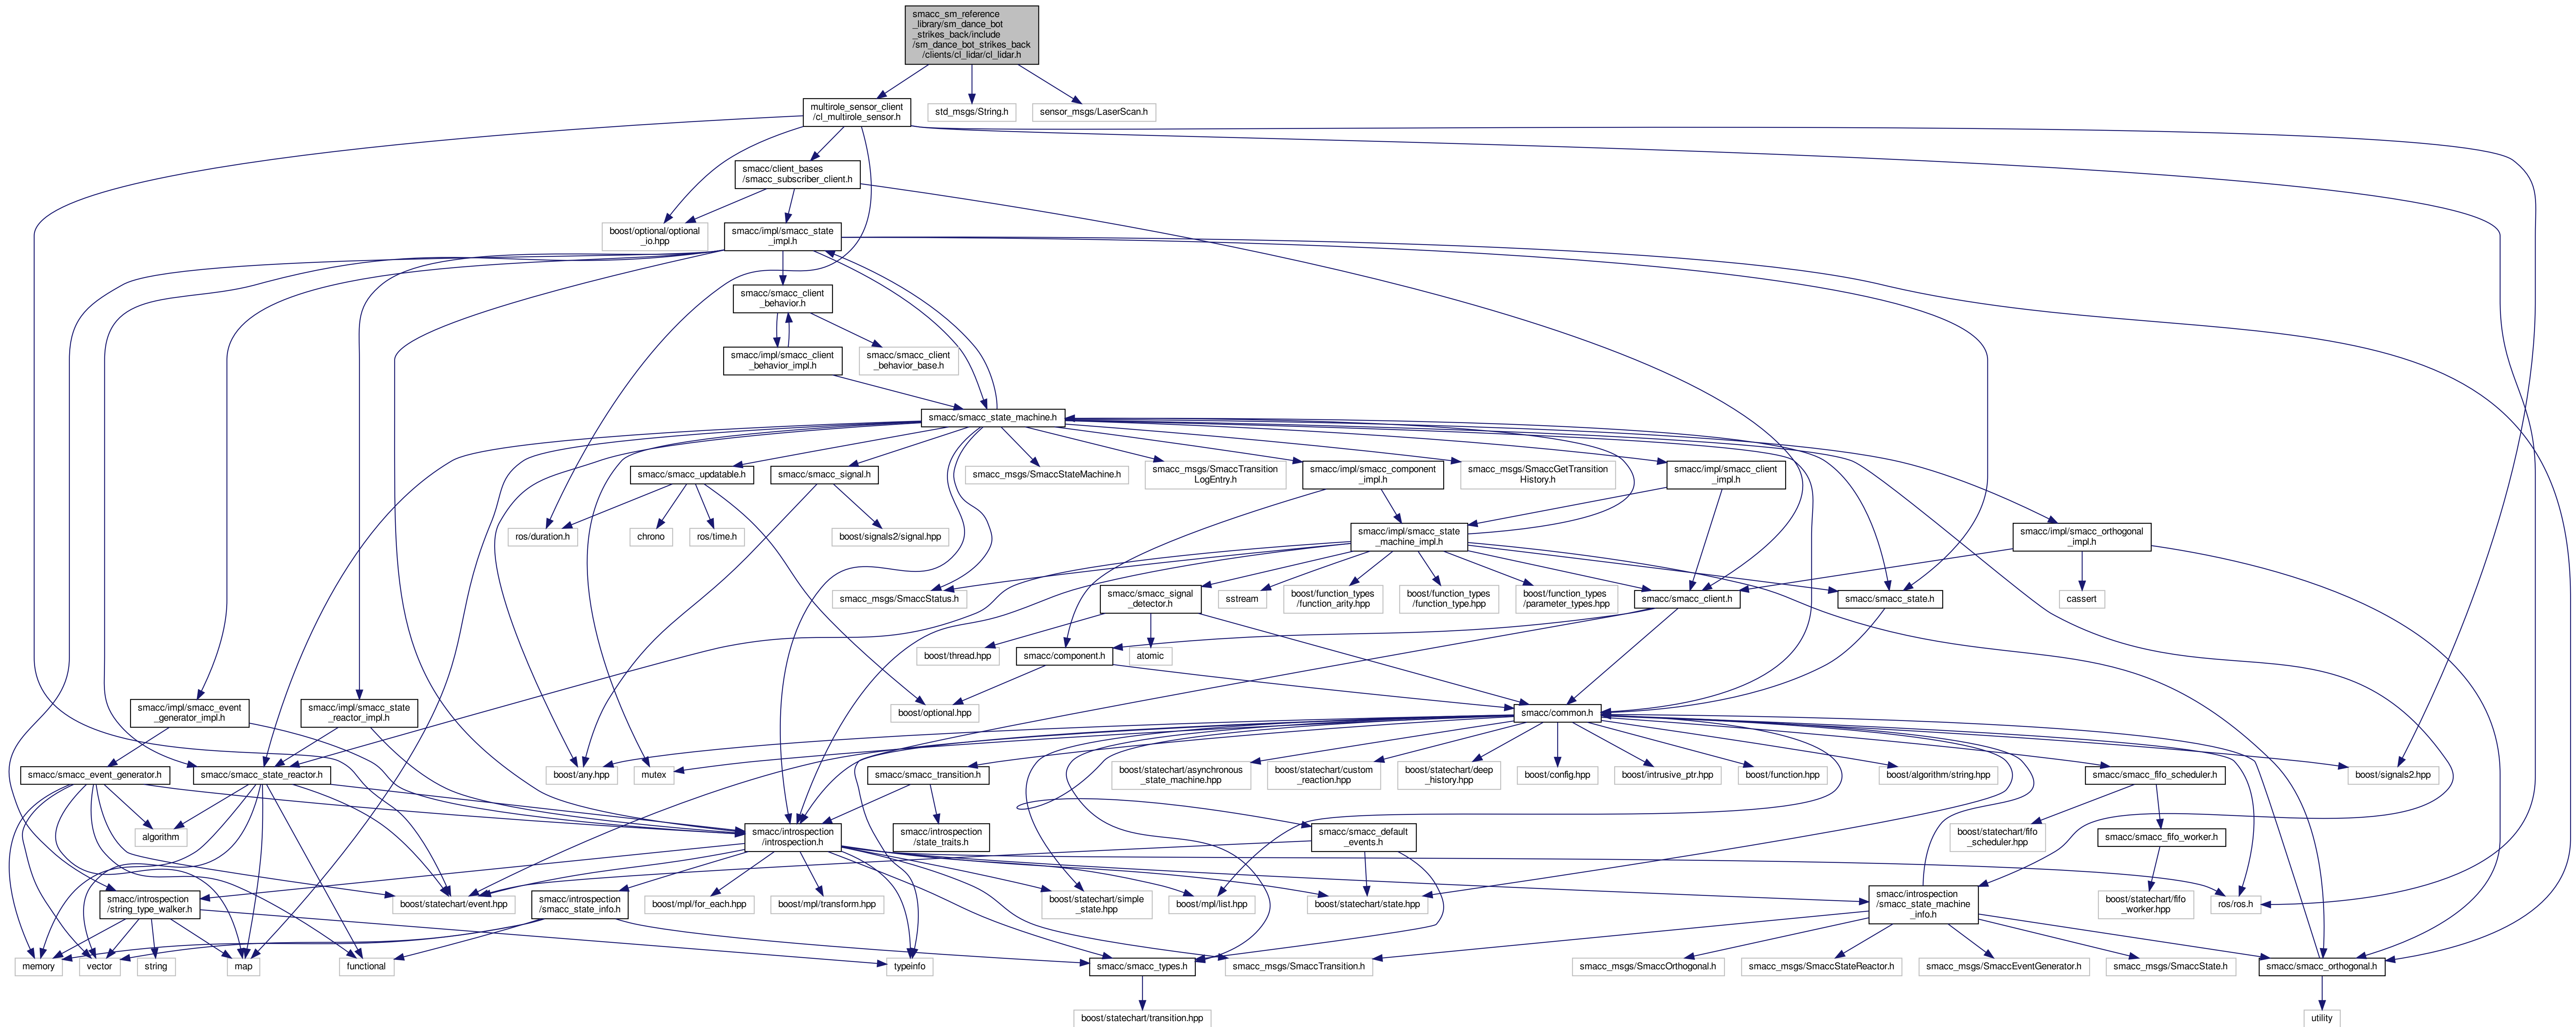 smacc_sm_reference
_library/sm_dance_bot
_strikes_back/include
/sm_dance_bot_strikes_back
/clients/cl_lidar/cl_lidar.h
multirole_sensor_client
/cl_multirole_sensor.h
std_msgs/String.h
sensor_msgs/LaserScan.h
smacc/client_bases
/smacc_subscriber_client.h
boost/optional/optional
_io.hpp
smacc/impl/smacc_state
_impl.h
smacc/smacc_client
_behavior.h
smacc/impl/smacc_client
_behavior_impl.h
smacc/smacc_client
_behavior_base.h
smacc/smacc_state_machine.h
smacc/smacc_updatable.h
smacc/smacc_signal.h
smacc_msgs/SmaccStateMachine.h
smacc_msgs/SmaccTransition
LogEntry.h
smacc/impl/smacc_component
_impl.h
smacc_msgs/SmaccGetTransition
History.h
smacc/impl/smacc_client
_impl.h
ros/duration.h
chrono
ros/time.h
boost/signals2/signal.hpp
smacc/impl/smacc_state
_machine_impl.h
smacc/impl/smacc_orthogonal
_impl.h
smacc_msgs/SmaccStatus.h
smacc/smacc_signal
_detector.h
sstream
boost/function_types
/function_arity.hpp
boost/function_types
/function_type.hpp
boost/function_types
/parameter_types.hpp
smacc/smacc_client.h
smacc/smacc_state.h
cassert
boost/thread.hpp
smacc/component.h
atomic
smacc/impl/smacc_event
_generator_impl.h
smacc/impl/smacc_state
_reactor_impl.h
boost/optional.hpp
smacc/common.h
smacc/smacc_event_generator.h
smacc/smacc_state_reactor.h
boost/any.hpp
mutex
smacc/smacc_transition.h
boost/statechart/asynchronous
_state_machine.hpp
boost/statechart/custom
_reaction.hpp
boost/statechart/deep
_history.hpp
boost/config.hpp
boost/intrusive_ptr.hpp
boost/function.hpp
boost/algorithm/string.hpp
smacc/smacc_fifo_scheduler.h
boost/signals2.hpp
algorithm
smacc/introspection
/introspection.h
smacc/introspection
/state_traits.h
smacc/smacc_default
_events.h
boost/statechart/fifo
_scheduler.hpp
smacc/smacc_fifo_worker.h
smacc/introspection
/string_type_walker.h
boost/statechart/event.hpp
smacc/introspection
/smacc_state_info.h
boost/mpl/for_each.hpp
boost/mpl/transform.hpp
boost/statechart/simple
_state.hpp
boost/mpl/list.hpp
boost/statechart/state.hpp
smacc/introspection
/smacc_state_machine
_info.h
boost/statechart/fifo
_worker.hpp
ros/ros.h
memory
vector
string
map
functional
typeinfo
smacc/smacc_types.h
smacc_msgs/SmaccTransition.h
smacc_msgs/SmaccOrthogonal.h
smacc_msgs/SmaccStateReactor.h
smacc_msgs/SmaccEventGenerator.h
smacc_msgs/SmaccState.h
smacc/smacc_orthogonal.h
boost/statechart/transition.hpp
utility